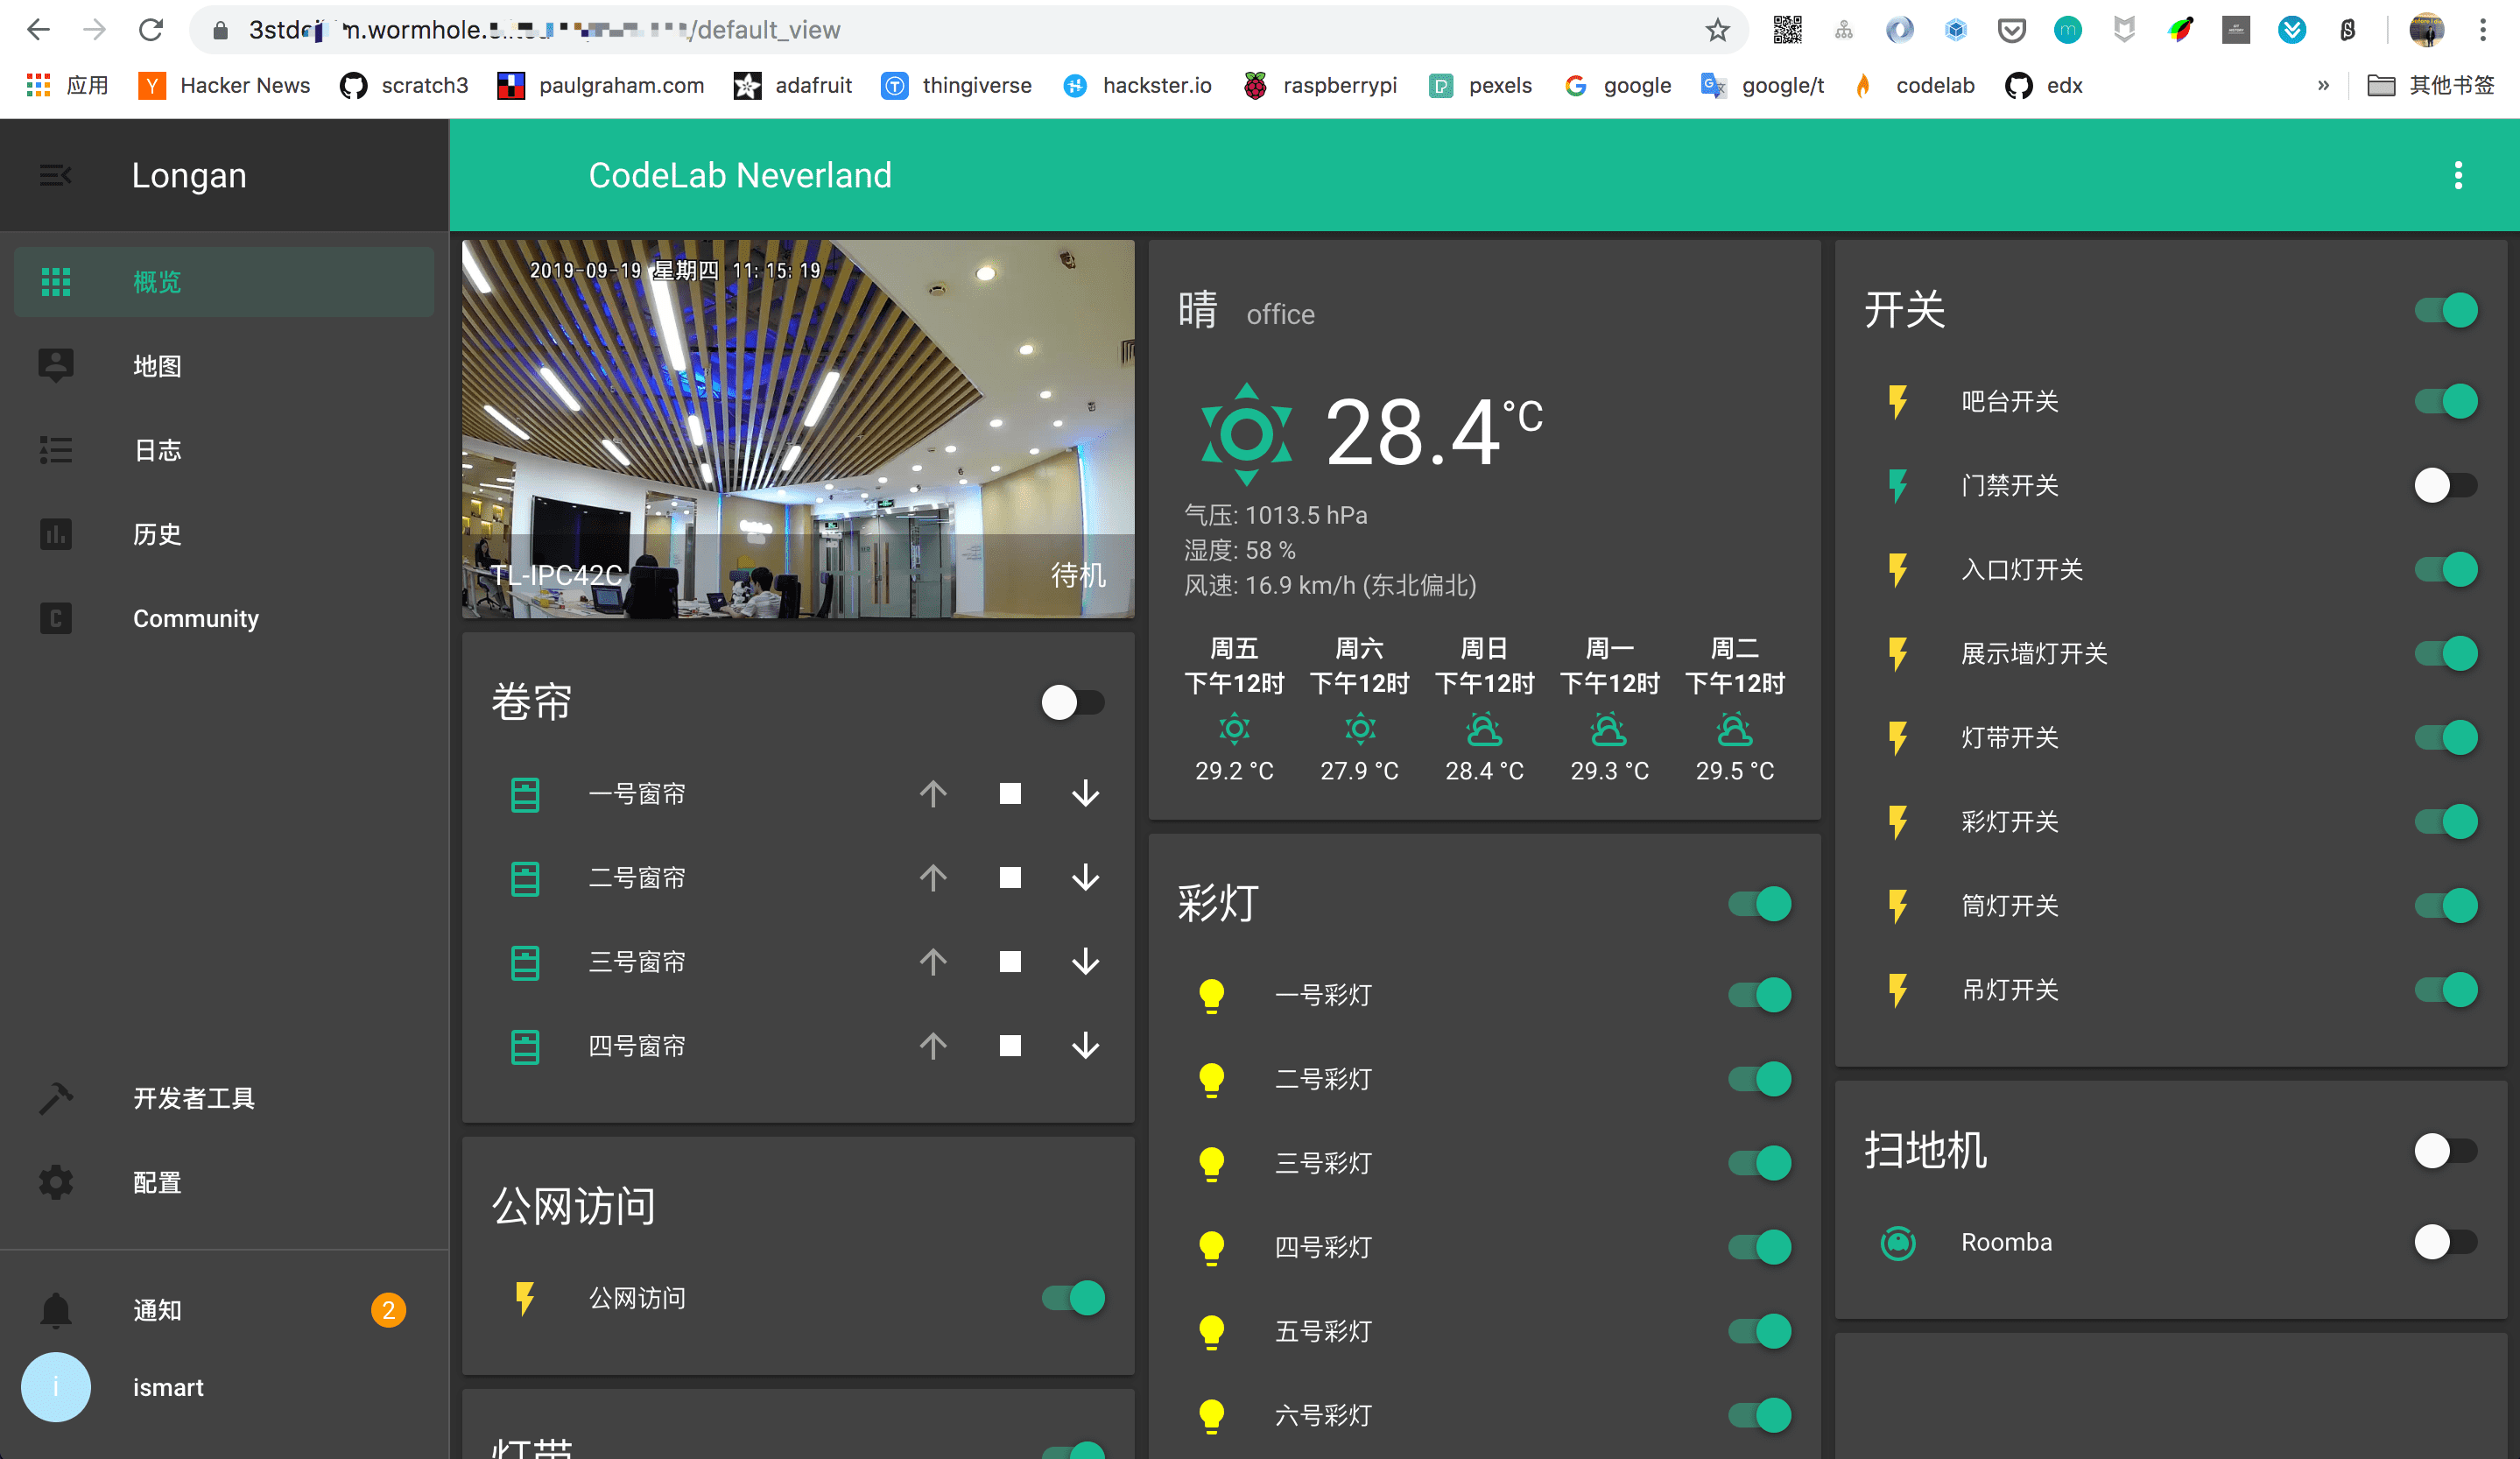 /default_view
应用
Hacker News
scratch3
paulgraham.com
adafruit
thingiverse
hackster.io
raspberrypi
pexels
google
google/t
codelab
edx
»
其他书签
Longan
CodeLab Neverland
概览
地图
日志
历史
Community
开发者工具
配置
通知
2
i
ismart
2019-09-19 星期四 11:15:19
TL-IPC42C
待机
卷帘
一号窗帘
二号窗帘
三号窗帘
四号窗帘
公网访问
公网访问
灯带
晴 office
28.4°C
气压: 1013.5 hPa
湿度: 58 %
风速: 16.9 km/h (东北偏北)
周五 周六 周日 周一 周二
下午12时 下午12时 下午12时 下午12时 下午12时
29.2 °C 27.9 °C 28.4 °C 29.3 °C 29.5 °C
彩灯
一号彩灯
二号彩灯
三号彩灯
四号彩灯
五号彩灯
六号彩灯
开关
吧台开关
门禁开关
入口灯开关
展示墙灯开关
灯带开关
彩灯开关
筒灯开关
吊灯开关
扫地机
Roomba